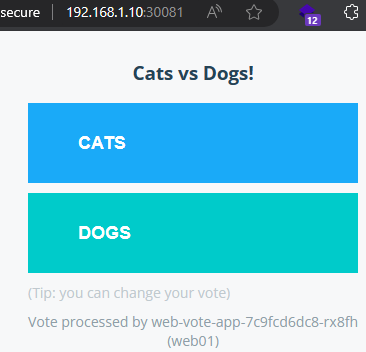 secure 192.168.1.10:30081
12
Cats vs Dogs!
CATS
DOGS
(Tip: you can change your vote)
Vote processed by web-vote-app-7c9fcd6dc8-rx8fh
(web01)